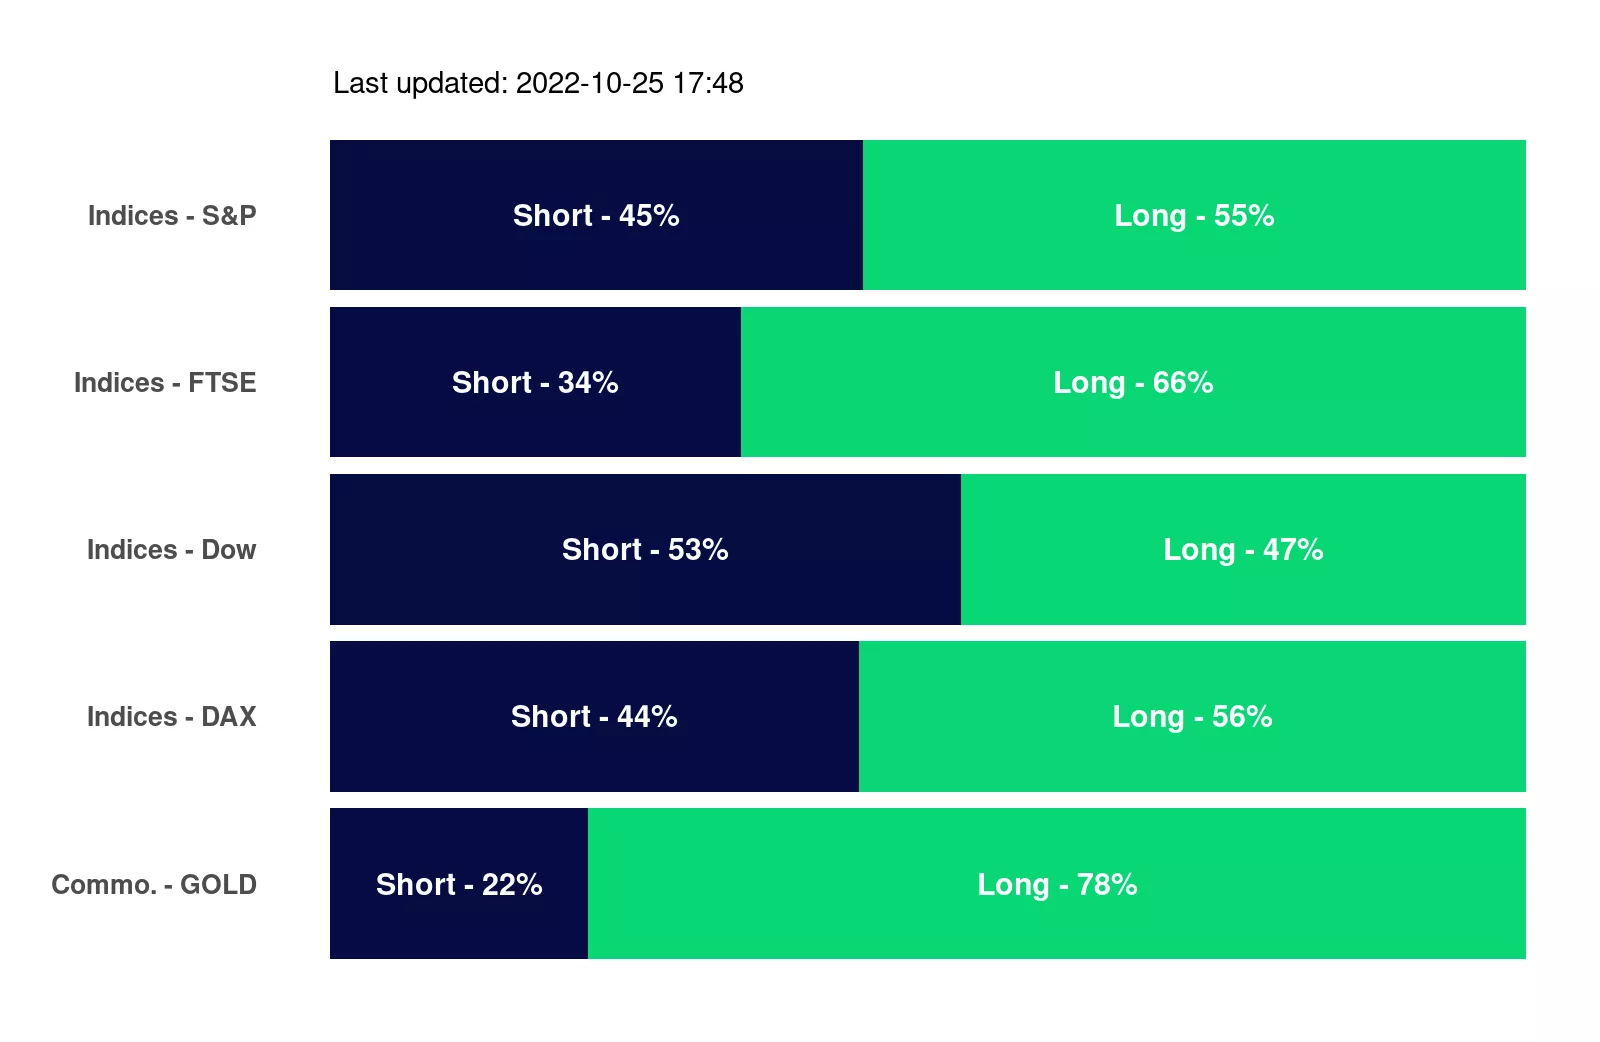 Last updated: 2022-10-25 17:48
Indices - S&P Short - 45% Long - 55%
Indices - FTSE Short - 34% Long - 66%
Indices - Dow Short - 53% Long - 47%
Indices - DAX Short - 44% Long - 56%
Commo. - GOLD Short - 22% Long - 78%